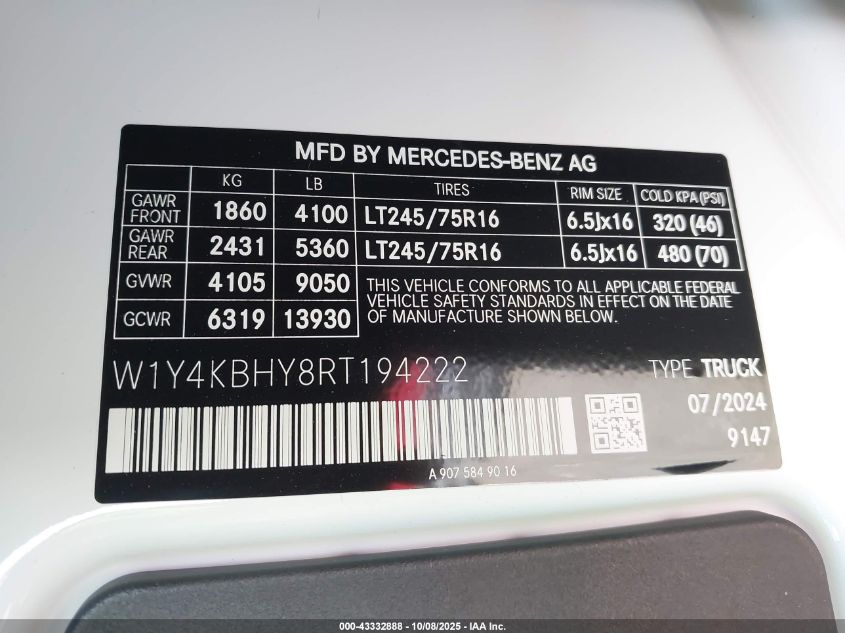 MFD BY MERCEDES-BENZ AG
KG LB TIRES RIM SIZE COLD KPA (PSI)
GAWR FRONT 1860 4100 LT245/75R16 6.5Jx16 320 (46)
GAWR REAR 2431 5360 LT245/75R16 6.5Jx16 480 (70)
GVWR 4105 9050
GCWR 6319 13930
THIS VEHICLE CONFORMS TO ALL APPLICABLE FEDERAL
VEHICLE SAFETY STANDARDS IN EFFECT ON THE DATE
OF MANUFACTURE SHOWN BELOW.
W1Y4KBHY8RT194222 TYPE TRUCK
07/2024
9147
A 907 584 90 16
000-43332888 - 10/08/2025 - IAA Inc.